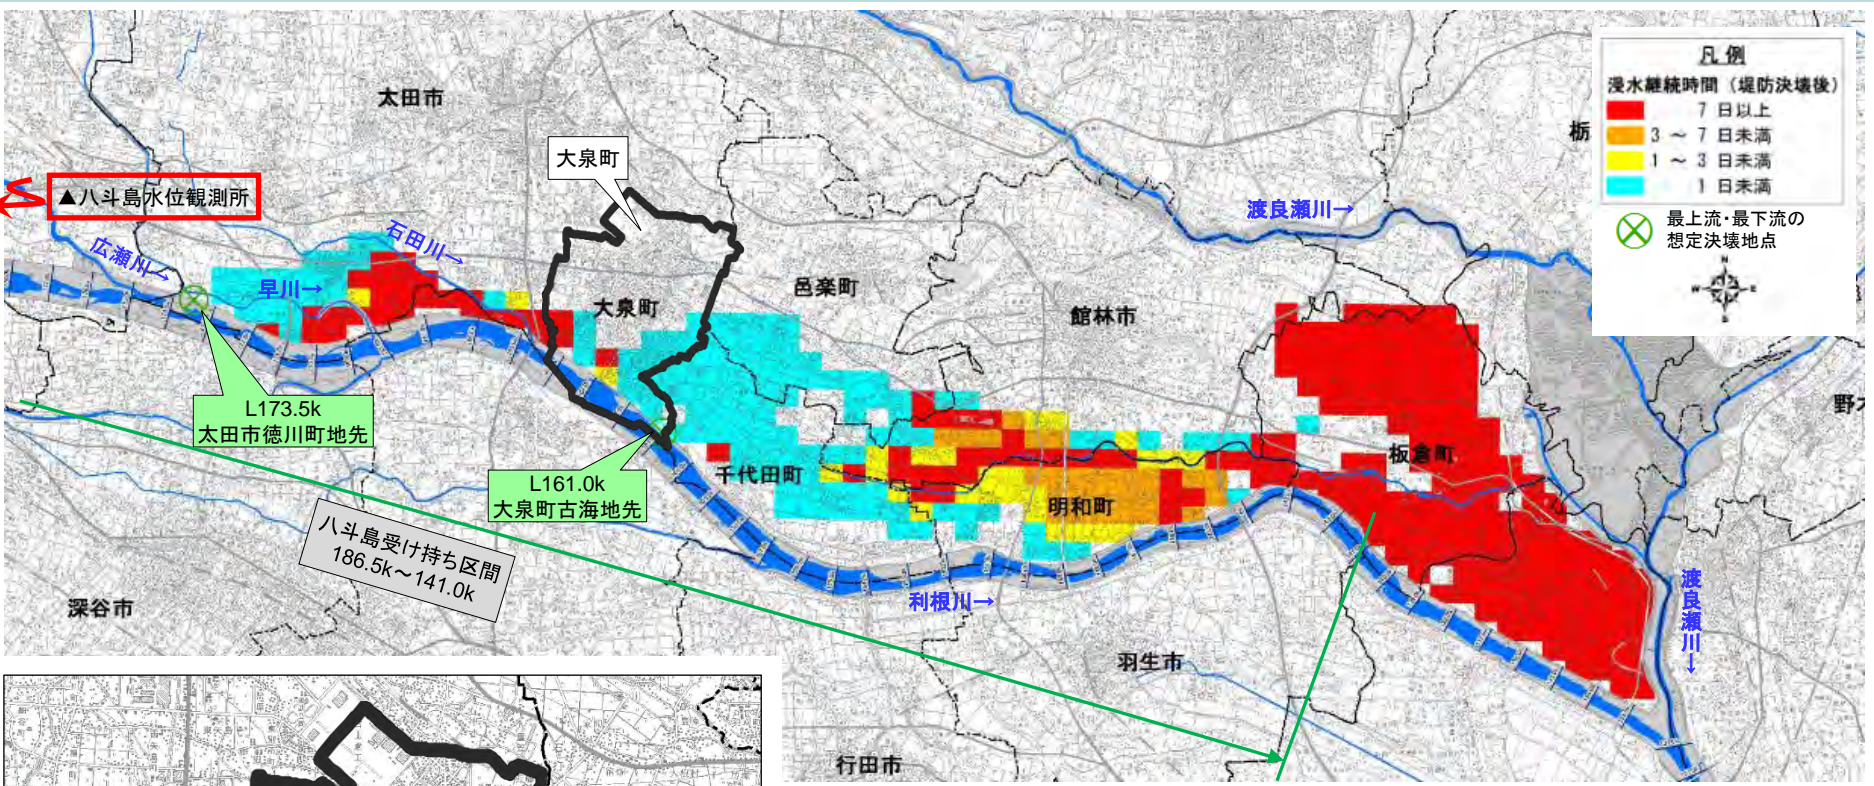 太田市
大泉町
▲八斗島水位観測所
広瀬川→
石田川→
早川→
大泉町
邑楽町
館林市
渡良瀬川→
栃
凡例
浸水継続時間（堤防決壊後）
7 日以上
3 ～ 7 日未満
1 ～ 3 日未満
1 日未満
最上流・最下流の
想定決壊地点
N
W
E
S
L173.5k
太田市徳川町地先
L161.0k
大泉町古海地先
千代田町
明和町
板倉町
野木
八斗島受け持ち区間
186.5k～141.0k
深谷市
利根川→
渡良瀬川→
羽生市
行田市